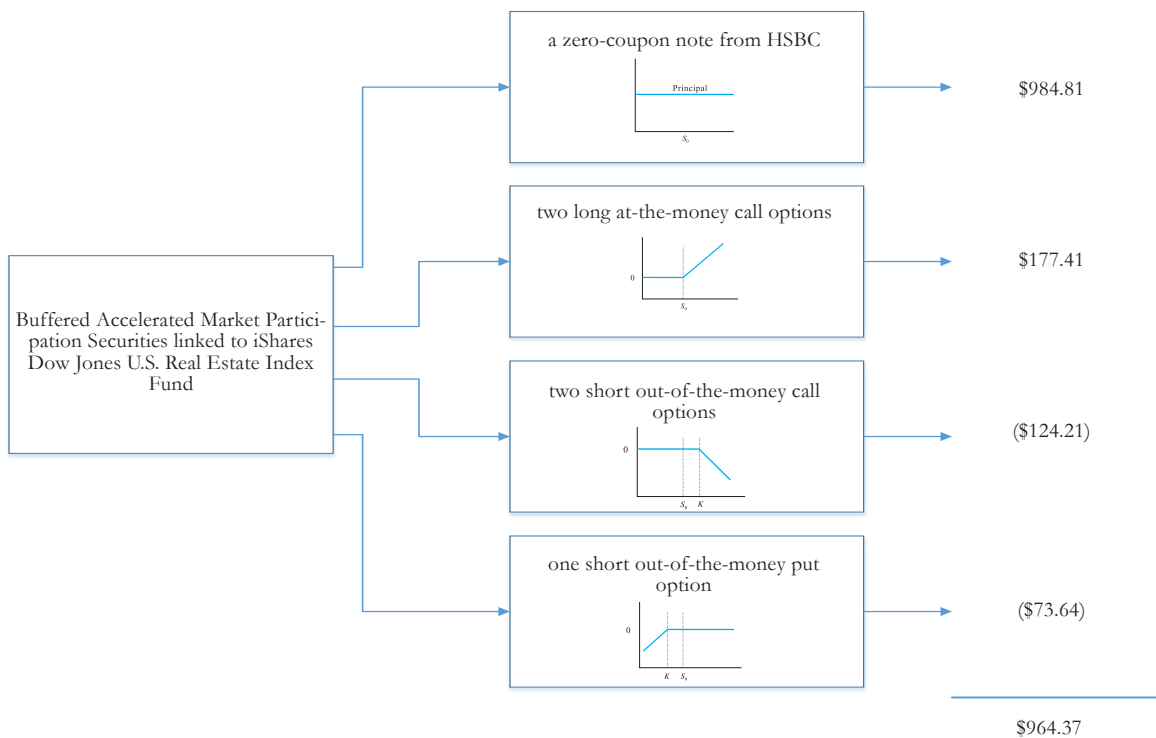 a zero-coupon note from HSBC
Principal
S₀
$984.81
two long at-the-money call options
0
S₀
$177.41
Buffered Accelerated Market Partici-
pation Securities linked to iShares
Dow Jones U.S. Real Estate Index
Fund
two short out-of-the-money call
options
0
S₀ K
($124.21)
one short out-of-the-money put
option
0
K S₀
($73.64)
$964.37